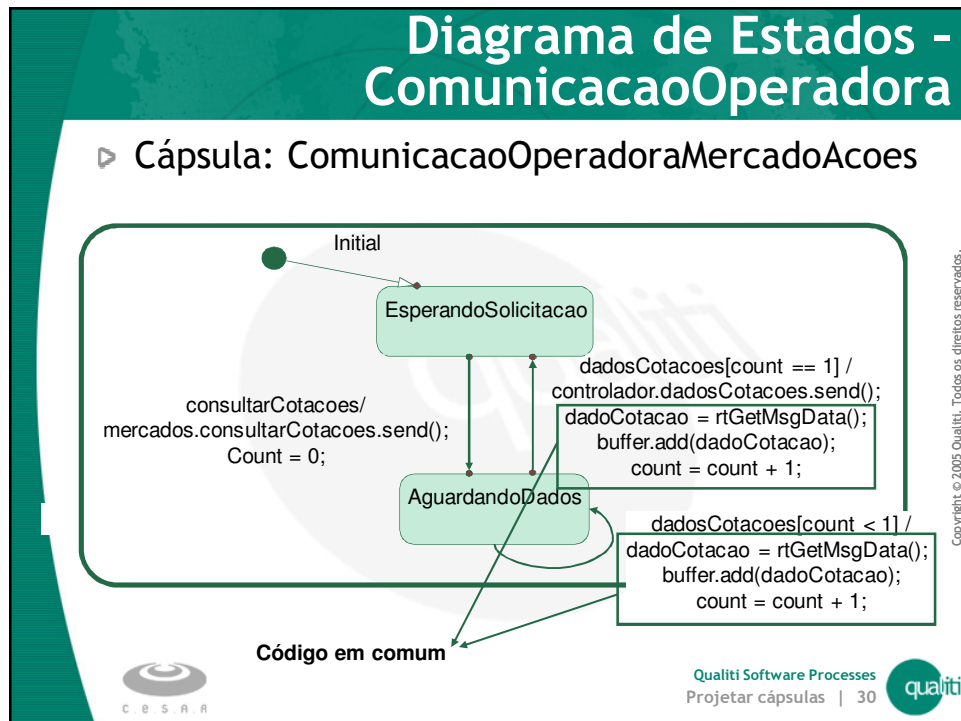 Diagrama de Estados –
ComunicacaoOperadora
Cápsula: ComunicacaoOperadoraMercadoAcoes
Initial
EsperandoSolicitacao
consultarCotacoes/
mercados.consultarCotacoes.send();
Count = 0;
dadosCotacoes[count == 1] /
controlador.dadosCotacoes.send();
dadoCotacao = rtGetMsgData();
buffer.add(dadoCotacao);
count = count + 1;
AguardandoDados
dadosCotacoes[count < 1] /
dadoCotacao = rtGetMsgData();
buffer.add(dadoCotacao);
count = count + 1;
Código em comum
Copyright © 2005 Qualiti. Todos os direitos reservados.
C.E.S.A.R
Qualiti Software Processes
Projetar cápsulas | 30
qualiti
qualiti